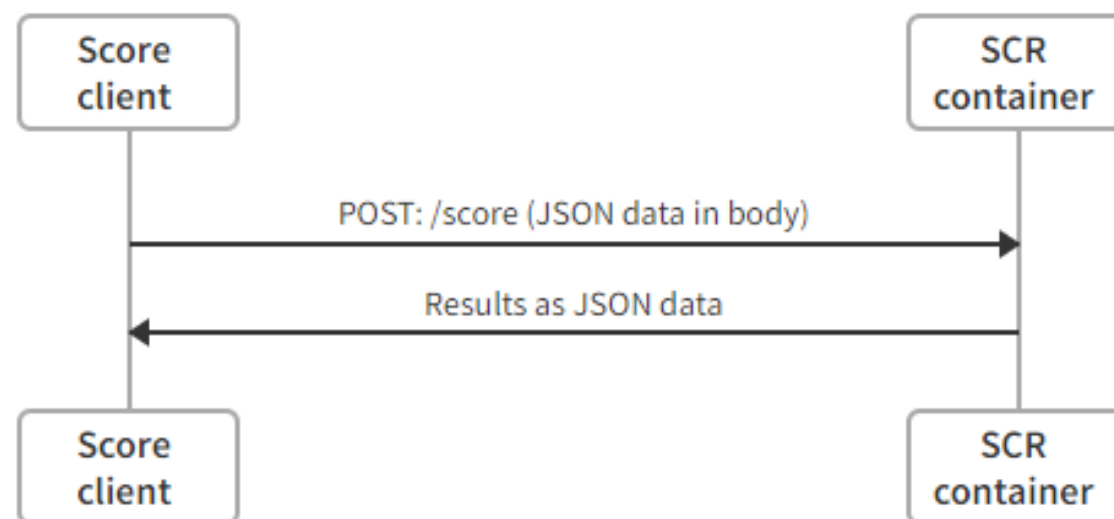 Score
client
SCR
container
POST: /score (JSON data in body)
Results as JSON data
Score
client
SCR
container